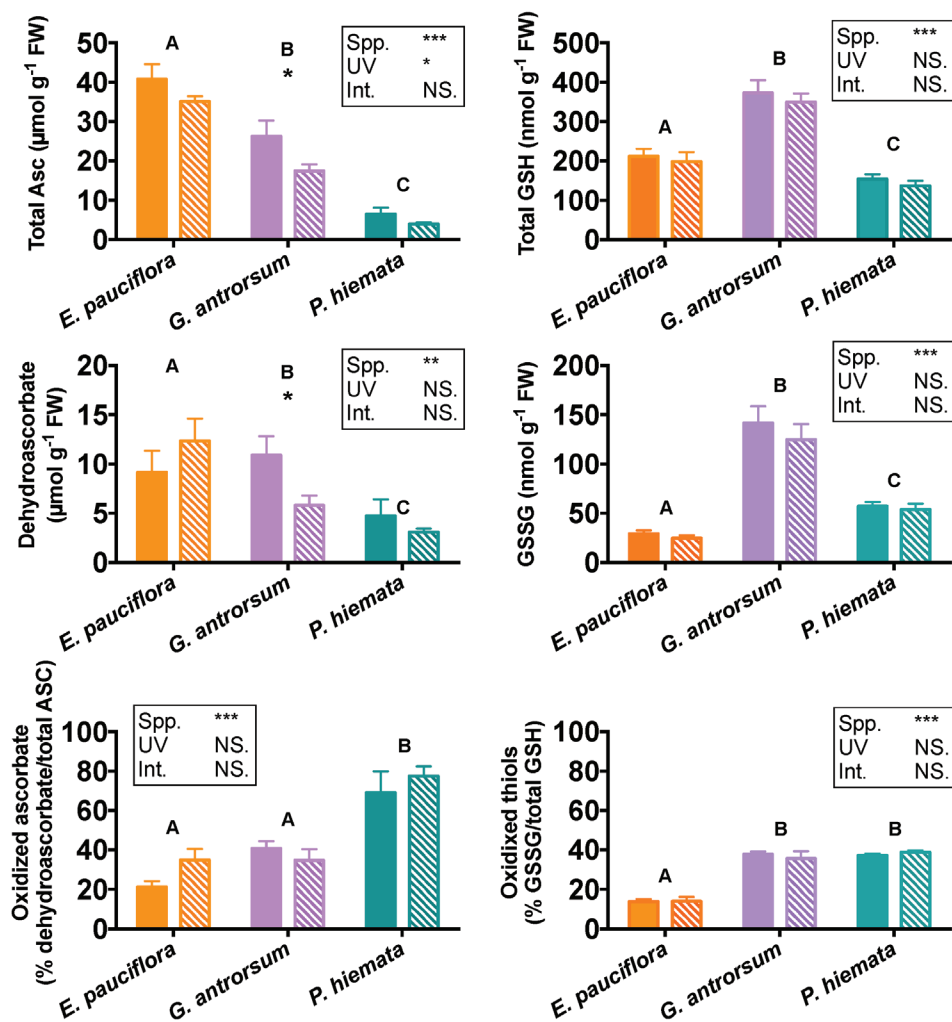 Total Asc (µmol g⁻¹ FW)
50
40
30
20
10
0
A
B
*
C
Spp. ***
UV *
Int. NS.
E. pauciflora
G. antrorsum
P. hiemata
Total GSH (nmol g⁻¹ FW)
500
400
300
200
100
0
A
B
C
Spp. ***
UV NS.
Int. NS.
E. pauciflora
G. antrorsum
P. hiemata
Dehydroascorbate
(µmol g⁻¹ FW)
20
15
10
5
0
A
B
*
C
Spp. **
UV NS.
Int. NS.
E. pauciflora
G. antrorsum
P. hiemata
GSSG (nmol g⁻¹ FW)
200
150
100
50
0
A
B
C
Spp. ***
UV NS.
Int. NS.
E. pauciflora
G. antrorsum
P. hiemata
Oxidized ascorbate
(% dehydroascorbate/total ASC)
100
80
60
40
20
0
Spp. ***
UV NS.
Int. NS.
A
A
B
E. pauciflora
G. antrorsum
P. hiemata
Oxidixed thiols
(% GSSG/total GSH)
100
80
60
40
20
0
A
B
B
Spp. ***
UV NS.
Int. NS.
E. pauciflora
G. antrorsum
P. hiemata